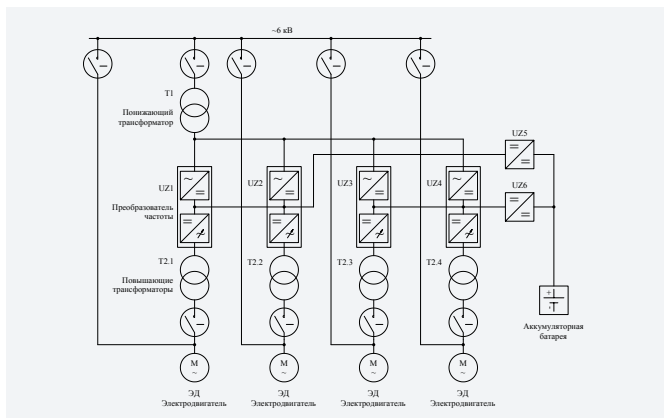 ~6 кВ
T1
Понижающий
трансформатор
UZ5
UZ1
UZ2
UZ3
UZ4
UZ6
Преобразователь
частоты
T2.1
T2.2
T2.3
T2.4
Повышающие
трансформаторы
Аккумуляторная
батарея
М
~
М
~
М
~
М
~
ЭД
Электродвигатель
ЭД
Электродвигатель
ЭД
Электродвигатель
ЭД
Электродвигатель